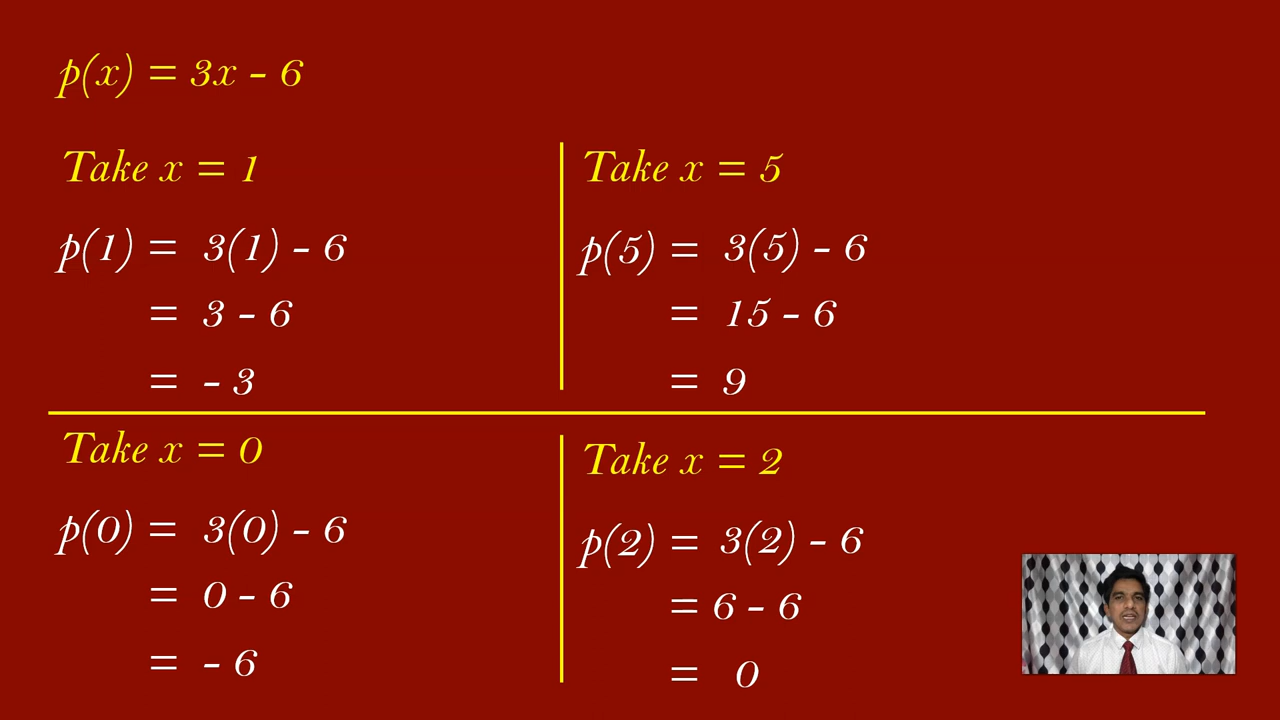 p(x) = 3x - 6
Take x = 1
p(1) = 3(1) - 6
= 3 - 6
= - 3
Take x = 5
p(5) = 3(5) - 6
= 15 - 6
= 9
Take x = 0
p(0) = 3(0) - 6
= 0 - 6
= - 6
Take x = 2
p(2) = 3(2) - 6
= 6 - 6
= 0